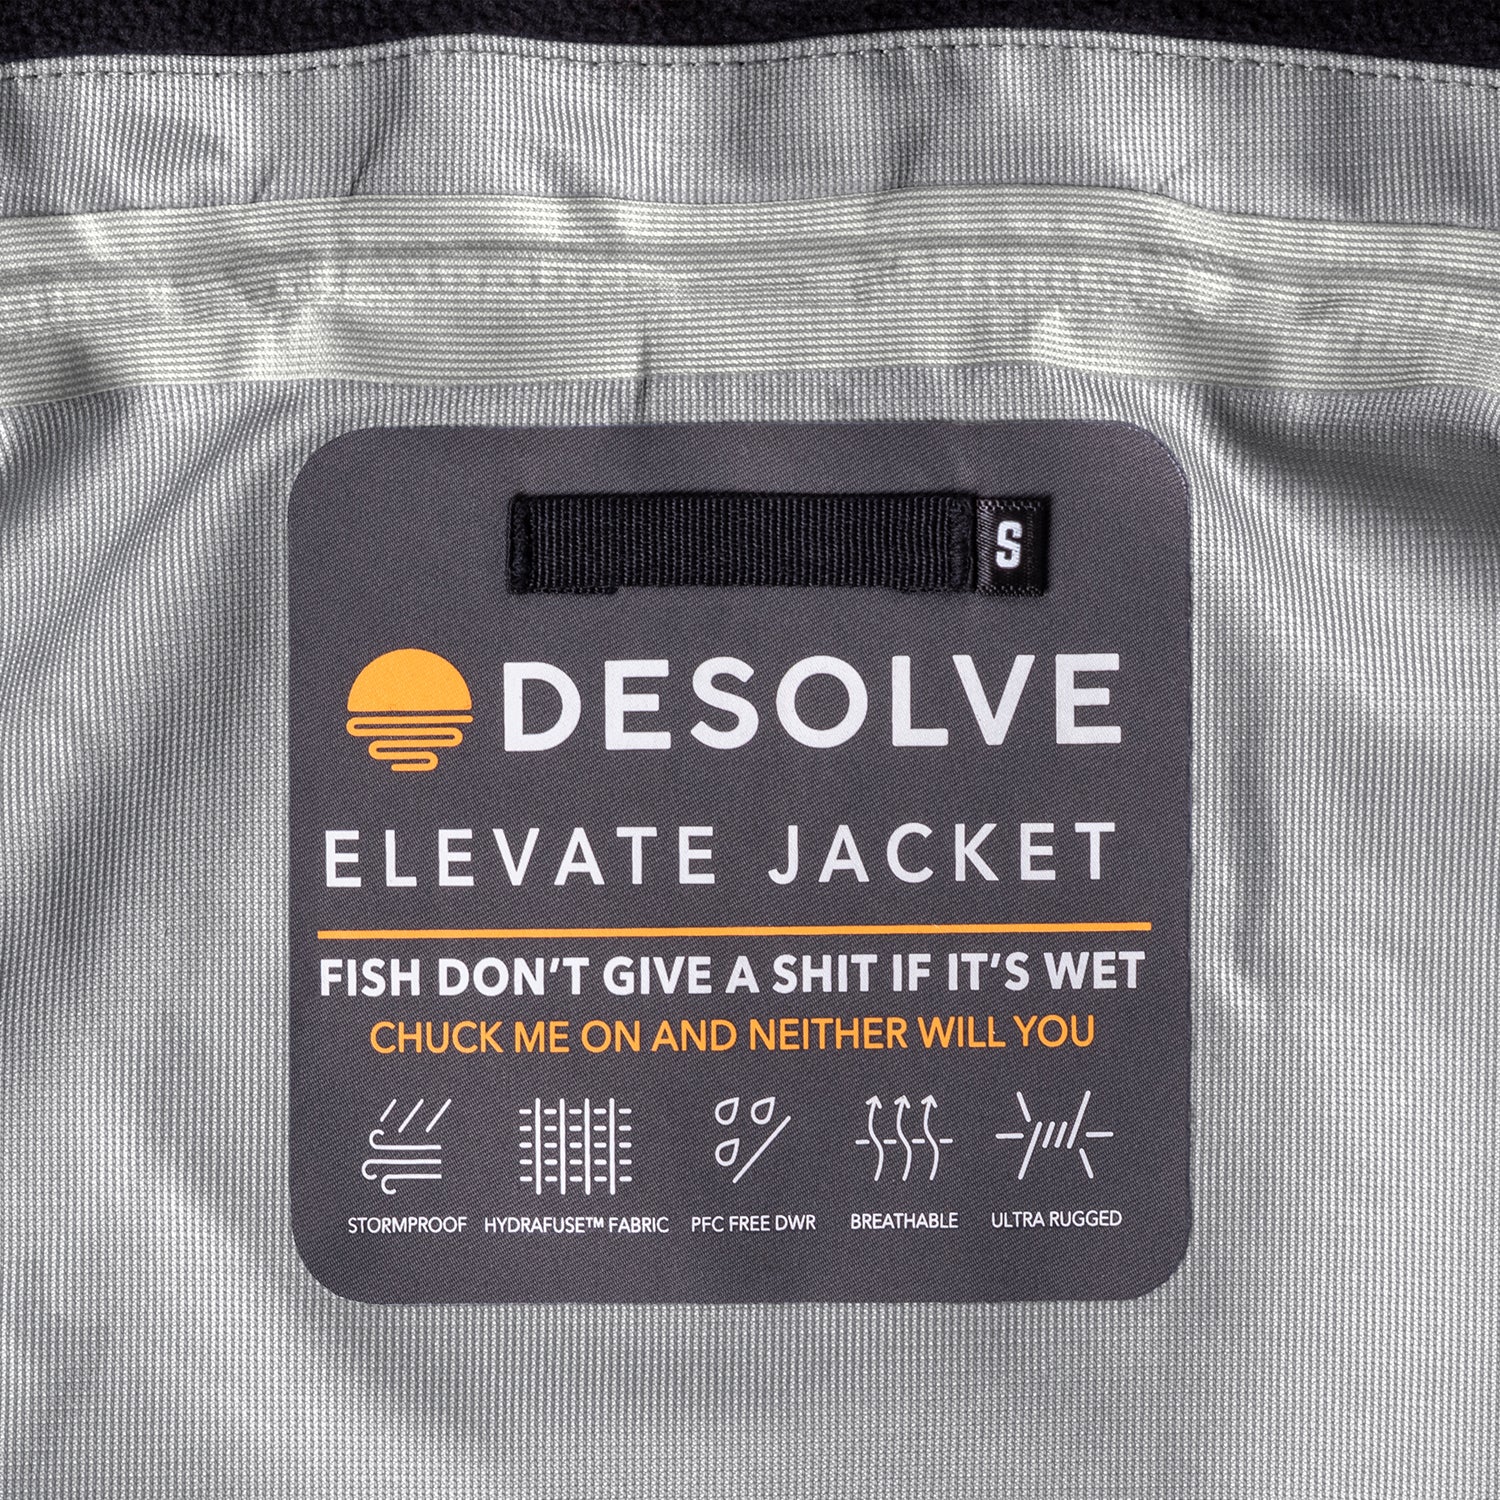 S
DESOLVE
ELEVATE JACKET
FISH DON'T GIVE A SHIT IF IT'S WET
CHUCK ME ON AND NEITHER WILL YOU
STORMPROOF HYDRAFUSE™ FABRIC PFC FREE DWR BREATHABLE ULTRA RUGGED